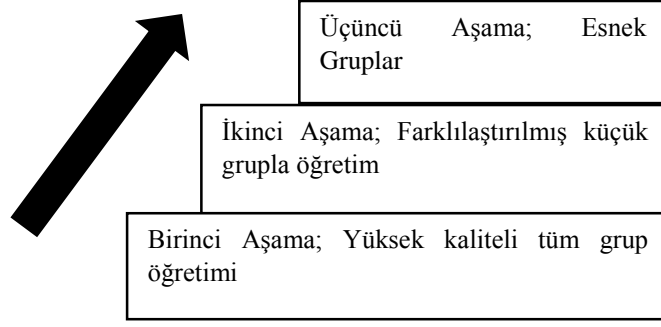 Üçüncü Aşama; Esnek
Gruplar
İkinci Aşama; Farklılaştırılmış küçük
grupla öğretim
Birinci Aşama; Yüksek kaliteli tüm grup
öğretimi